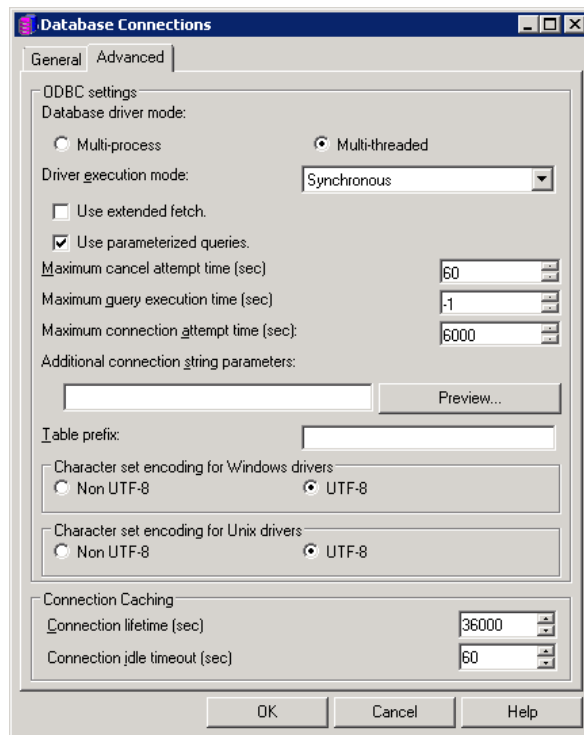 Database Connections
General Advanced
ODBC settings
Database driver mode:
Multi-process Multi-threaded
Driver execution mode: Synchronous
Use extended fetch.
Use parameterized queries.
Maximum cancel attempt time (sec) 60
Maximum query execution time (sec) -1
Maximum connection attempt time (sec): 6000
Additional connection string parameters:
Preview...
Table prefix:
Character set encoding for Windows drivers
Non UTF-8 UTF-8
Character set encoding for Unix drivers
Non UTF-8 UTF-8
Connection Caching
Connection lifetime (sec) 36000
Connection idle timeout (sec) 60
OK Cancel Help